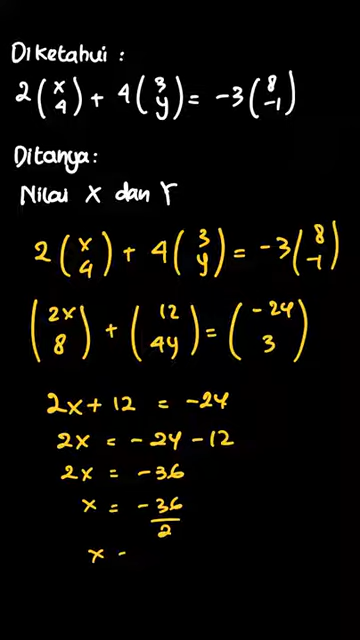 Diketahui :
2(x 4) + 4(3 y) = -3(8 -1)
Ditanya:
Nilai X dan Y
2(x 4) + 4(3 y) = -3(8 -1)
(2x 8) + (12 4y) = (-24 3)
2x + 12 = -24
2x = -24 - 12
2x = -36
x = -36/2
x =